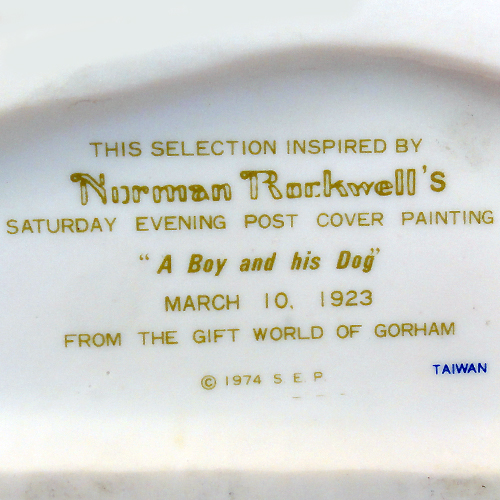 THIS SELECTION INSPIRED BY
Norman Rockwell's
SATURDAY EVENING POST COVER PAINTING
"A Boy and his Dog"
MARCH 10, 1923
FROM THE GIFT WORLD OF GORHAM
© 1974 S E P
TAIWAN